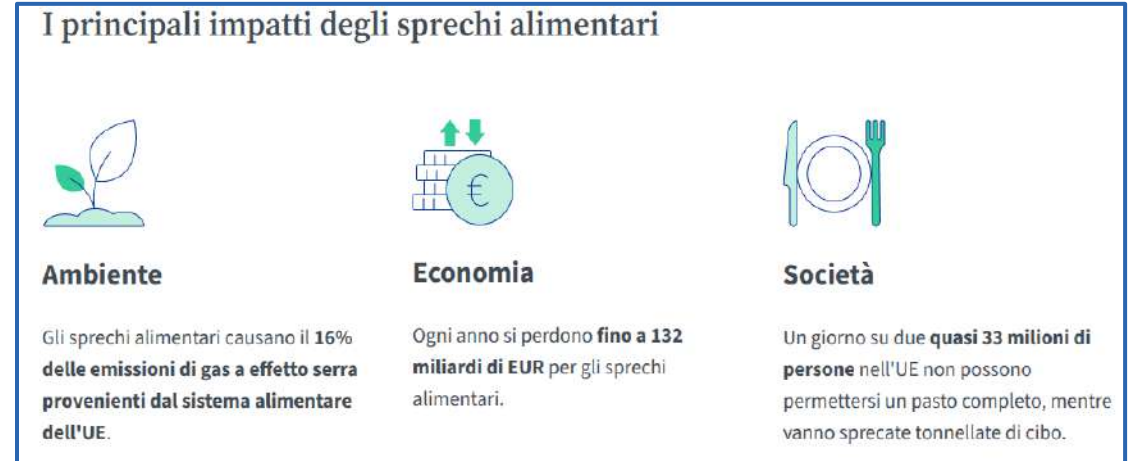 I principali impatti degli sprechi alimentari
Ambiente
Gli sprechi alimentari causano il 16%
delle emissioni di gas a effetto serra
provenienti dal sistema alimentare
dell'UE.
€
Economia
Ogni anno si perdono fino a 132
miliardi di EUR per gli sprechi
alimentari.
Società
Un giorno su due quasi 33 milioni di
persone nell'UE non possono
permettersi un pasto completo, mentre
vanno sprecate tonnellate di cibo.